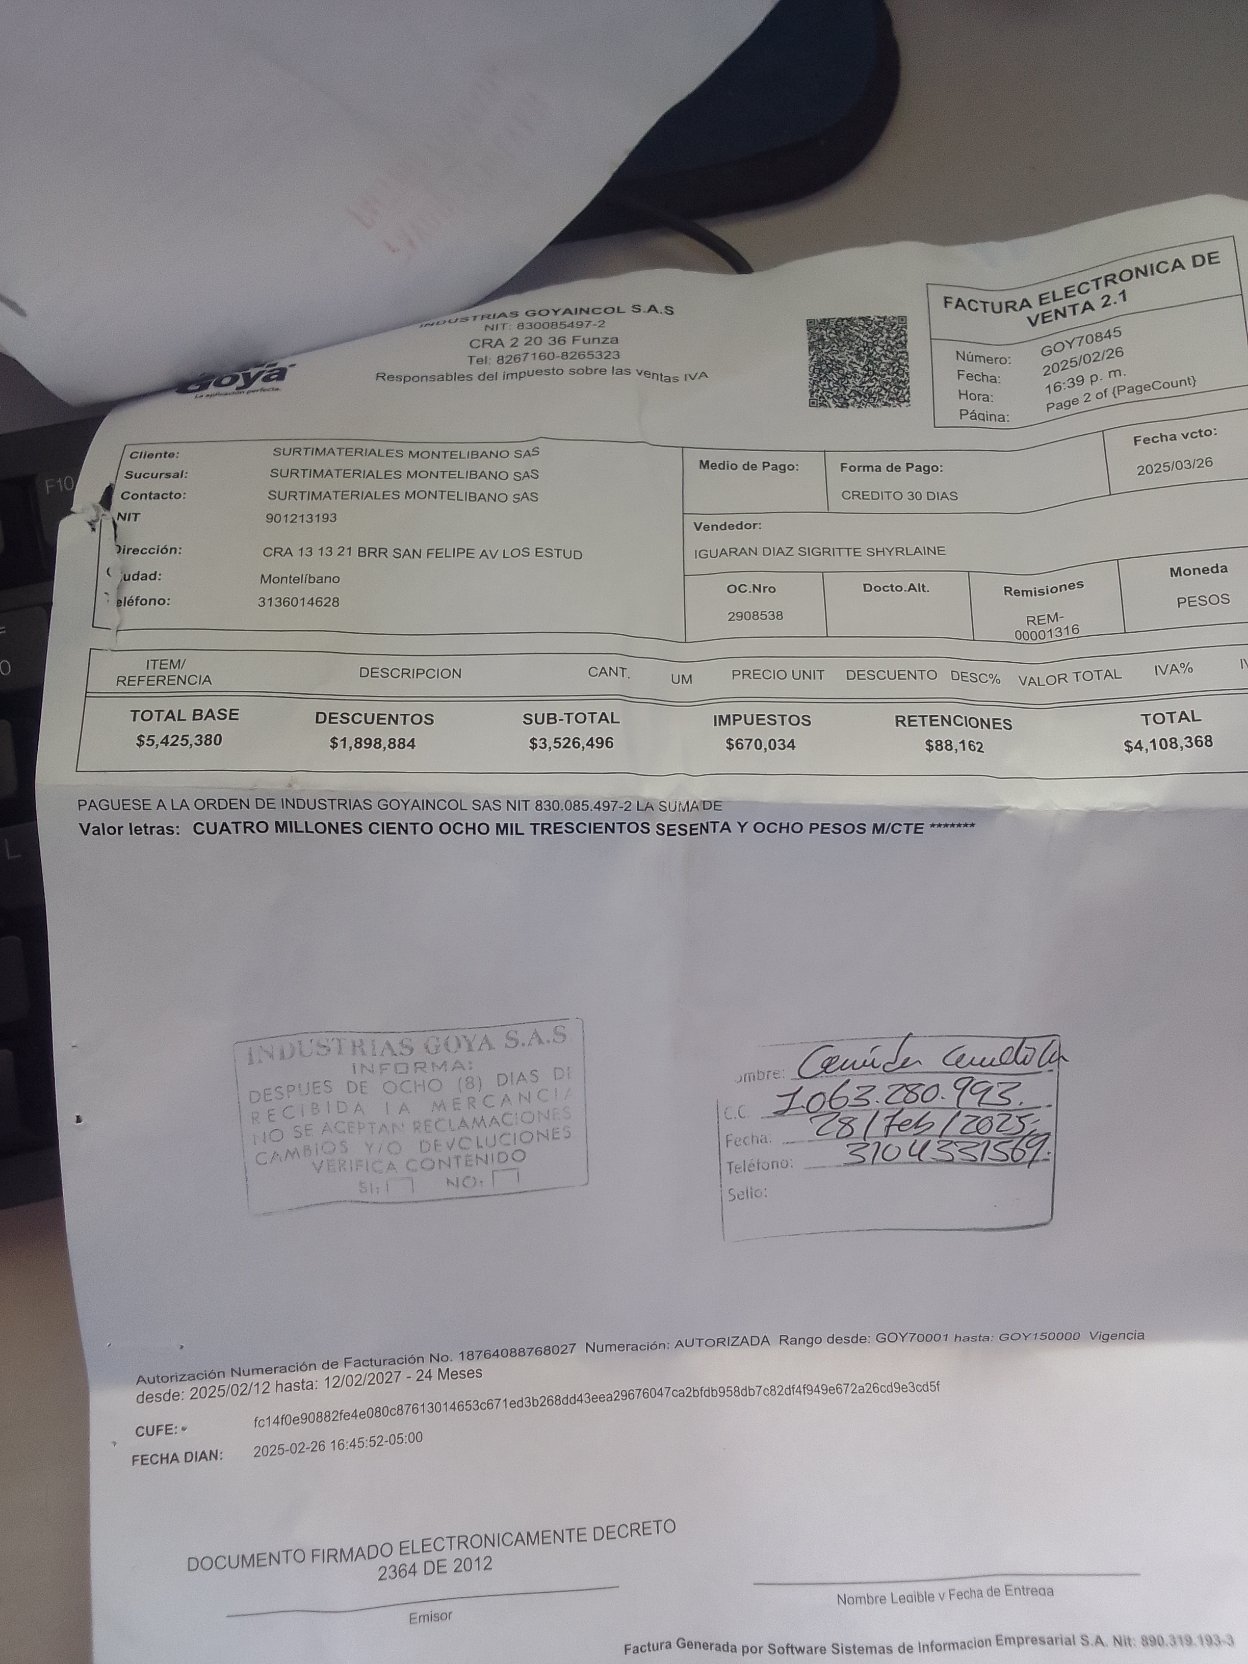 INDUSTRIAS GOYAINCOL S.A.S
NIT: 830085497-2
CRA 2 20 36 Funza
Tel: 8267160-8265323
Responsables del impuesto sobre las ventas IVA
Goya
La aplicación perfecta.
FACTURA ELECTRONICA DE
VENTA 2.1
Número: GOY70845
Fecha: 2025/02/26
Hora: 16:39 p. m.
Página: Page 2 of {PageCount}
Cliente: SURTIMATERIALES MONTELIBANO SAS
Sucursal: SURTIMATERIALES MONTELIBANO SAS
Contacto: SURTIMATERIALES MONTELIBANO SAS
NIT 901213193
Dirección: CRA 13 13 21 BRR SAN FELIPE AV LOS ESTUD
udad: Montelíbano
eléfono: 3136014628
Medio de Pago:
Forma de Pago:
CREDITO 30 DIAS
Fecha vcto:
2025/03/26
Vendedor:
IGUARAN DIAZ SIGRITTE SHYRLAINE
OC.Nro
2908538
Docto.Alt.
Remisiones
REM-
00001316
Moneda
PESOS
ITEM/
REFERENCIA DESCRIPCION CANT. UM PRECIO UNIT DESCUENTO DESC% VALOR TOTAL IVA%
TOTAL BASE DESCUENTOS SUB-TOTAL IMPUESTOS RETENCIONES TOTAL
$5,425,380 $1,898,884 $3,526,496 $670,034 $88,162 $4,108,368
PAGUESE A LA ORDEN DE INDUSTRIAS GOYAINCOL SAS NIT 830.085.497-2 LA SUMA DE
Valor letras: CUATRO MILLONES CIENTO OCHO MIL TRESCIENTOS SESENTA Y OCHO PESOS M/CTE *******
INDUSTRIAS GOYA S.A.S
INFORMA:
DESPUES DE OCHO (8) DIAS DE
RECIBIDA LA MERCANCIA
NO SE ACEPTAN RECLAMACIONES
CAMBIOS Y/O DEVOLUCIONES
VERIFICA CONTENIDO
SI: NO:
ombre:
C.C 1063.280.993.
Fecha: 28/Feb/2025.
Teléfono: 3104331569.
Sello:
Autorización Numeración de Facturación No. 18764088768027 Numeración: AUTORIZADA Rango desde: GOY70001 hasta: GOY150000 Vigencia
desde: 2025/02/12 hasta: 12/02/2027 - 24 Meses
CUFE: fc14f0e90882fe4e080c87613014653c671ed3b268dd43eea29676047ca2bfdb958db7c82df4f949e672a26cd9e3cd5f
FECHA DIAN: 2025-02-26 16:45:52-05:00
DOCUMENTO FIRMADO ELECTRONICAMENTE DECRETO
2364 DE 2012
Emisor
Nombre Legible y Fecha de Entrega
Factura Generada por Software Sistemas de Informacion Empresarial S.A. Nit: 890.319.193-3
F10
L